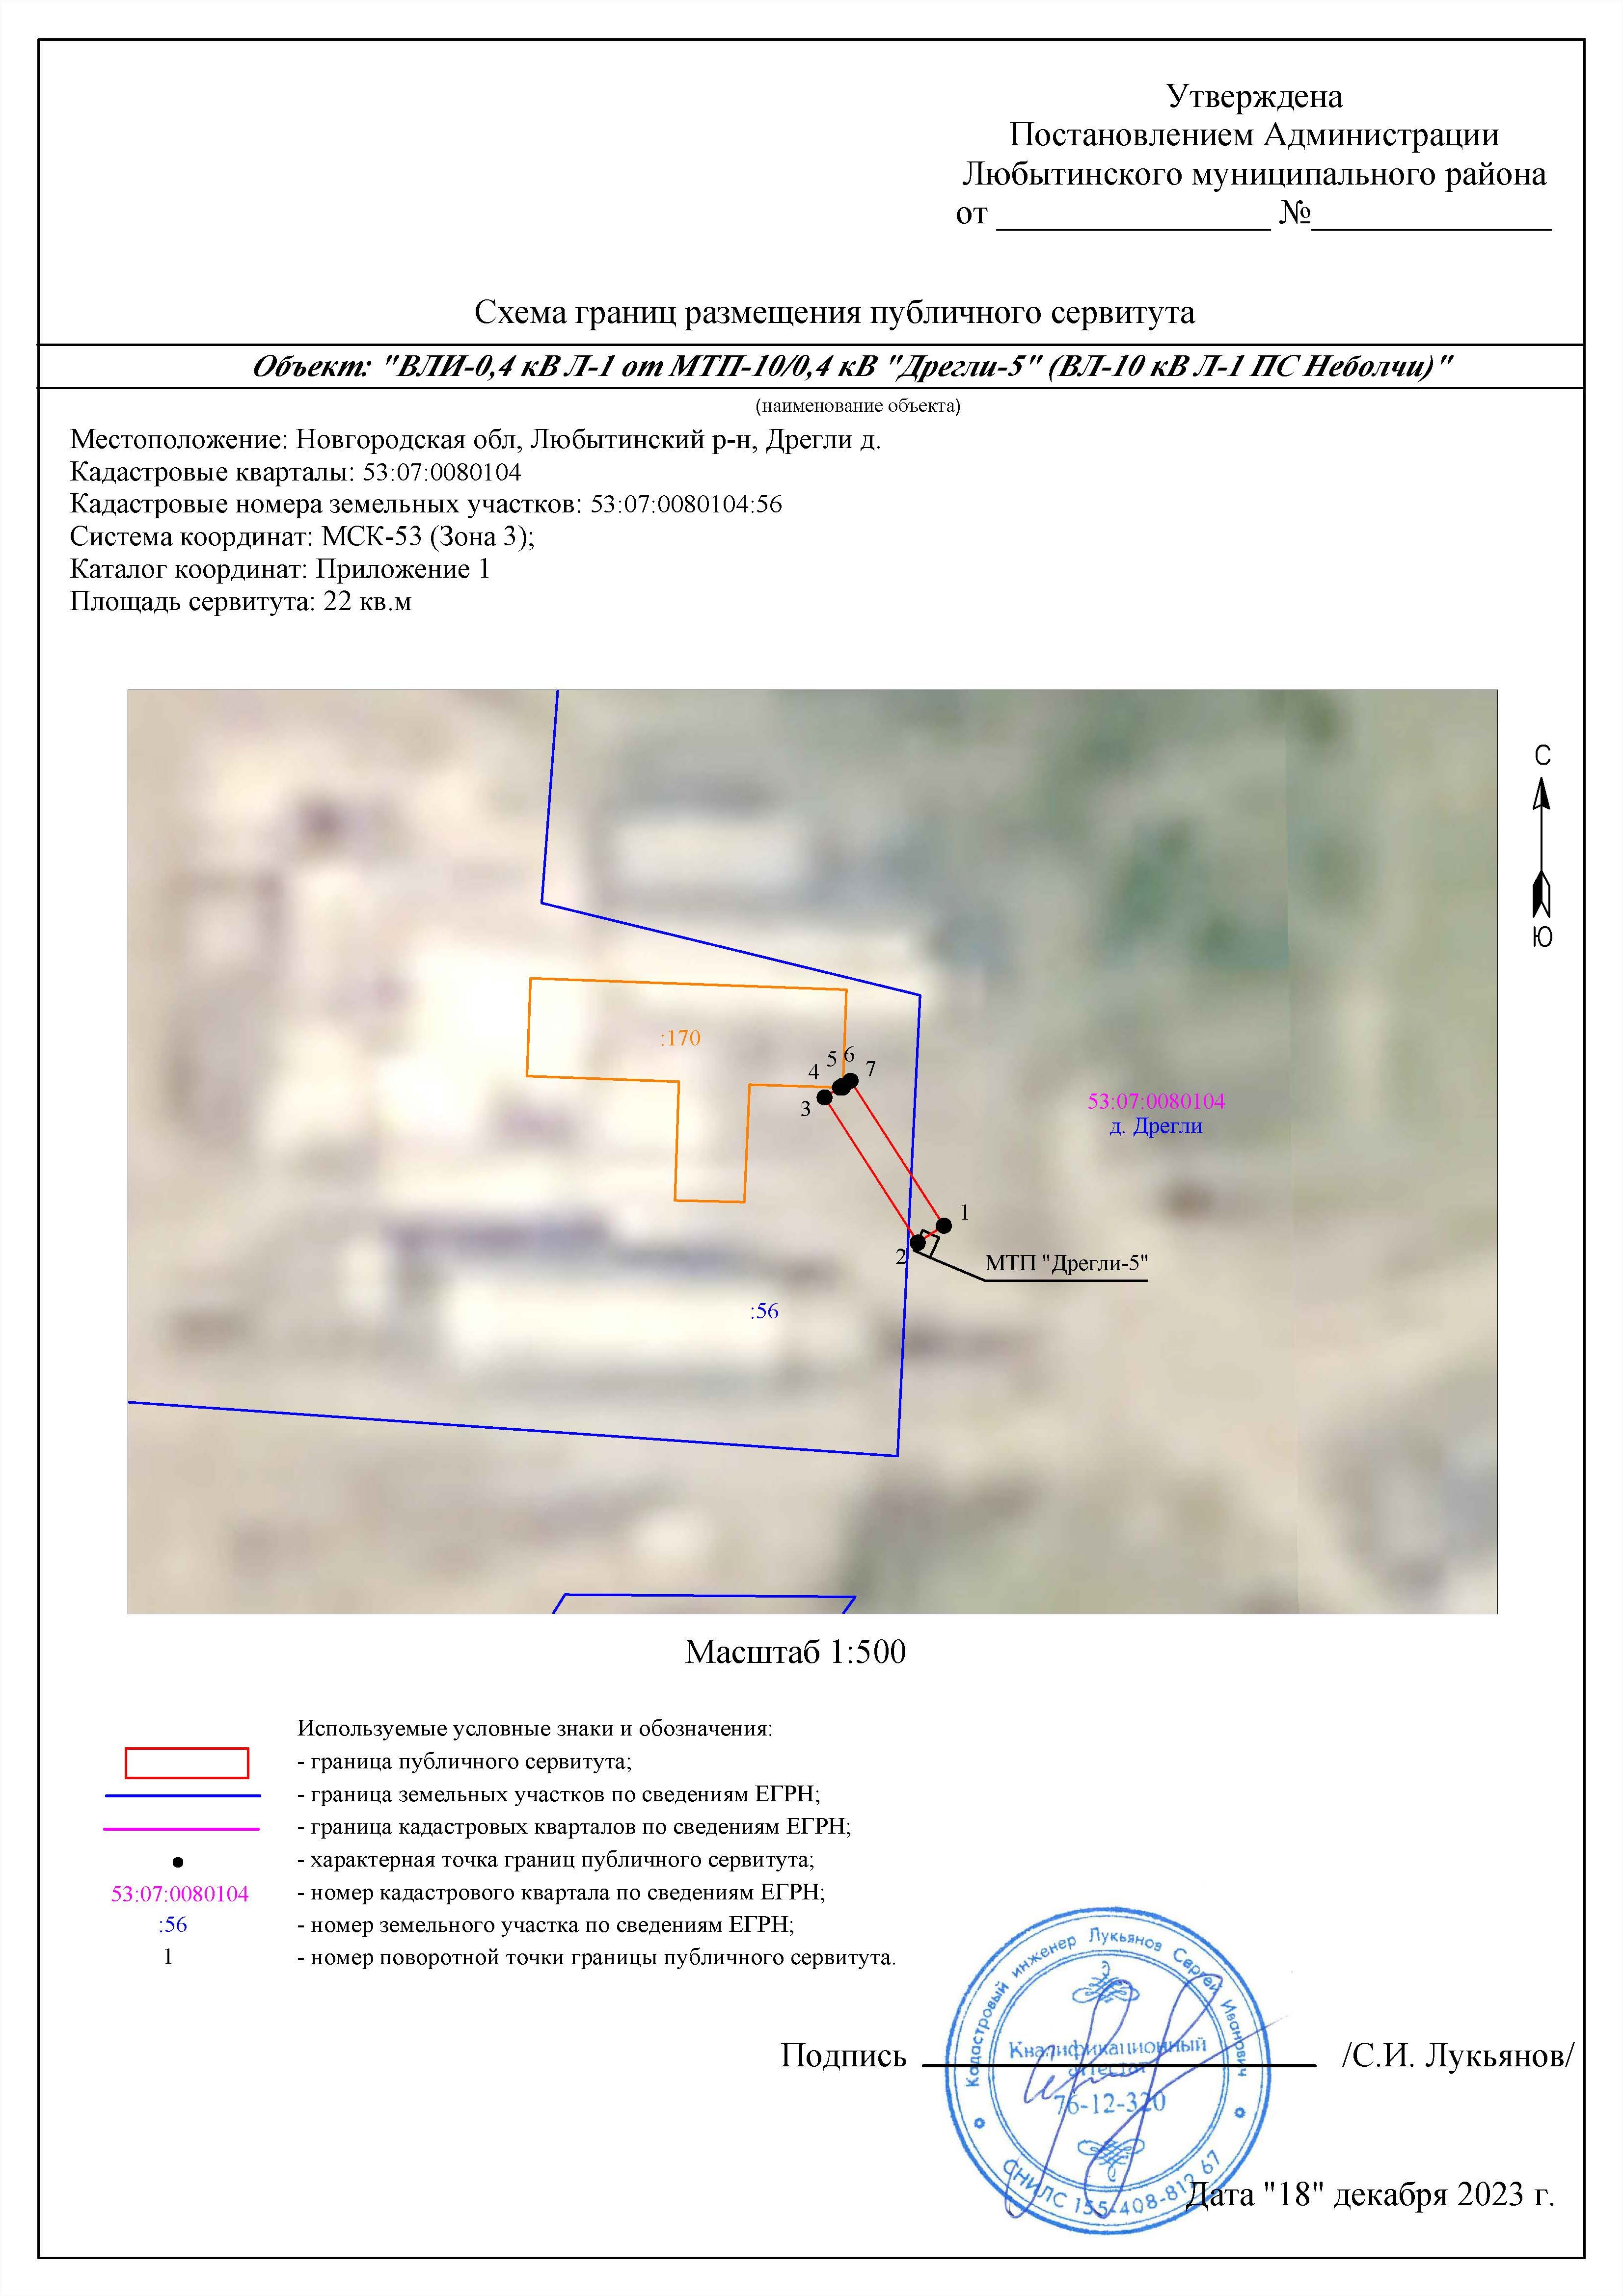 Утверждена
Постановлением Администрации
Любытинского муниципального района
от ________________ №______________
Схема границ размещения публичного сервитута
Объект: "ВЛИ-0,4 кВ Л-1 от МТП-10/0,4 кВ "Дрегли-5" (ВЛ-10 кВ Л-1 ПС Неболчи)"
(наименование объекта)
Местоположение: Новгородская обл, Любытинский р-н, Дрегли д.
Кадастровые кварталы: 53:07:0080104
Кадастровые номера земельных участков: 53:07:0080104:56
Система координат: МСК-53 (Зона 3);
Каталог координат: Приложение 1
Площадь сервитута: 22 кв.м
С
Ю
:170
5 6
4 7
3
53:07:0080104
д. Дрегли
1
2
МТП "Дрегли-5"
:56
Масштаб 1:500
Используемые условные знаки и обозначения:
- граница публичного сервитута;
- граница земельных участков по сведениям ЕГРН;
- граница кадастровых кварталов по сведениям ЕГРН;
- характерная точка границ публичного сервитута;
53:07:0080104 - номер кадастрового квартала по сведениям ЕГРН;
:56 - номер земельного участка по сведениям ЕГРН;
1 - номер поворотной точки границы публичного сервитута.
Кадастровый инженер Лукьянов Сергей Иванович
Квалификационный
аттестат
76-12-320
СНИЛС 155-408-812 67
Подпись /С.И. Лукьянов/
Дата "18" декабря 2023 г.